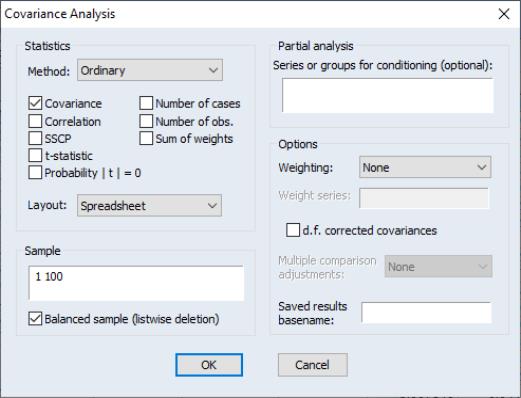 Covariance Analysis
Statistics
Method: Ordinary
Covariance
Number of cases
Correlation
Number of obs.
SSCP
Sum of weights
t-statistic
Probability | t | = 0
Layout: Spreadsheet
Sample
1 100
Balanced sample (listwise deletion)
Partial analysis
Series or groups for conditioning (optional):
Options
Weighting: None
Weight series:
d.f. corrected covariances
Multiple comparison
adjustments: None
Saved results
basename:
OK
Cancel